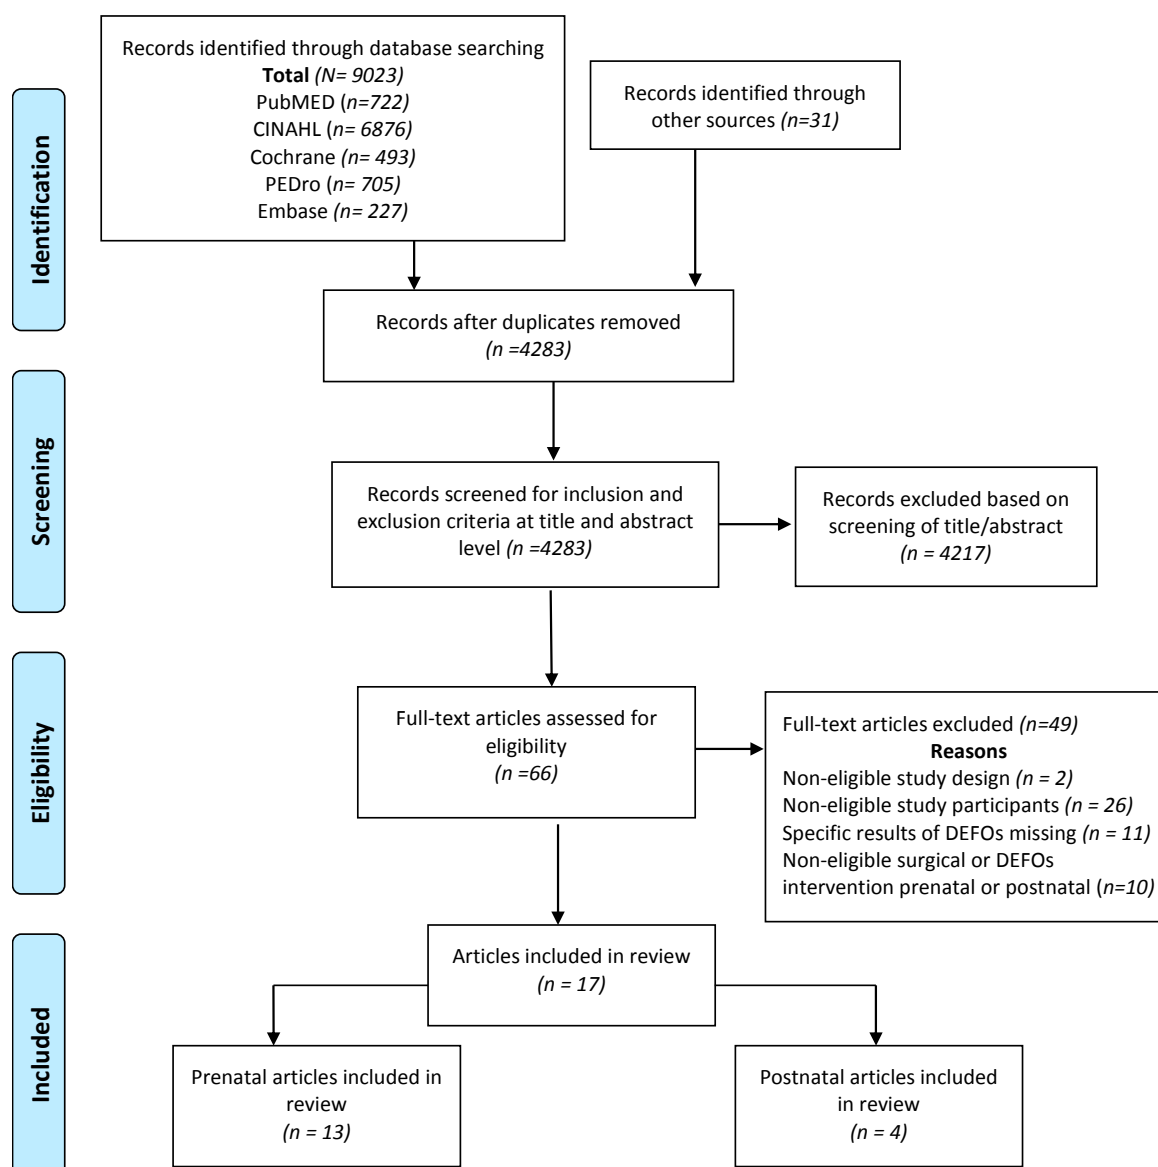 Identification
Records identified through database searching
Total (N= 9023)
PubMED (n=722)
CINAHL (n= 6876)
Cochrane (n= 493)
PEDro (n= 705)
Embase (n= 227)
Records identified through
other sources (n=31)
Records after duplicates removed
(n =4283)
Screening
Records screened for inclusion and
exclusion criteria at title and abstract
level (n =4283)
Records excluded based on
screening of title/abstract
(n = 4217)
Eligibility
Full-text articles assessed for
eligibility
(n =66)
Full-text articles excluded (n=49)
Reasons
Non-eligible study design (n = 2)
Non-eligible study participants (n = 26)
Specific results of DEFOs missing (n = 11)
Non-eligible surgical or DEFOs
intervention prenatal or postnatal (n=10)
Included
Articles included in review
(n = 17)
Prenatal articles included in
review
(n = 13)
Postnatal articles included
in review
(n = 4)